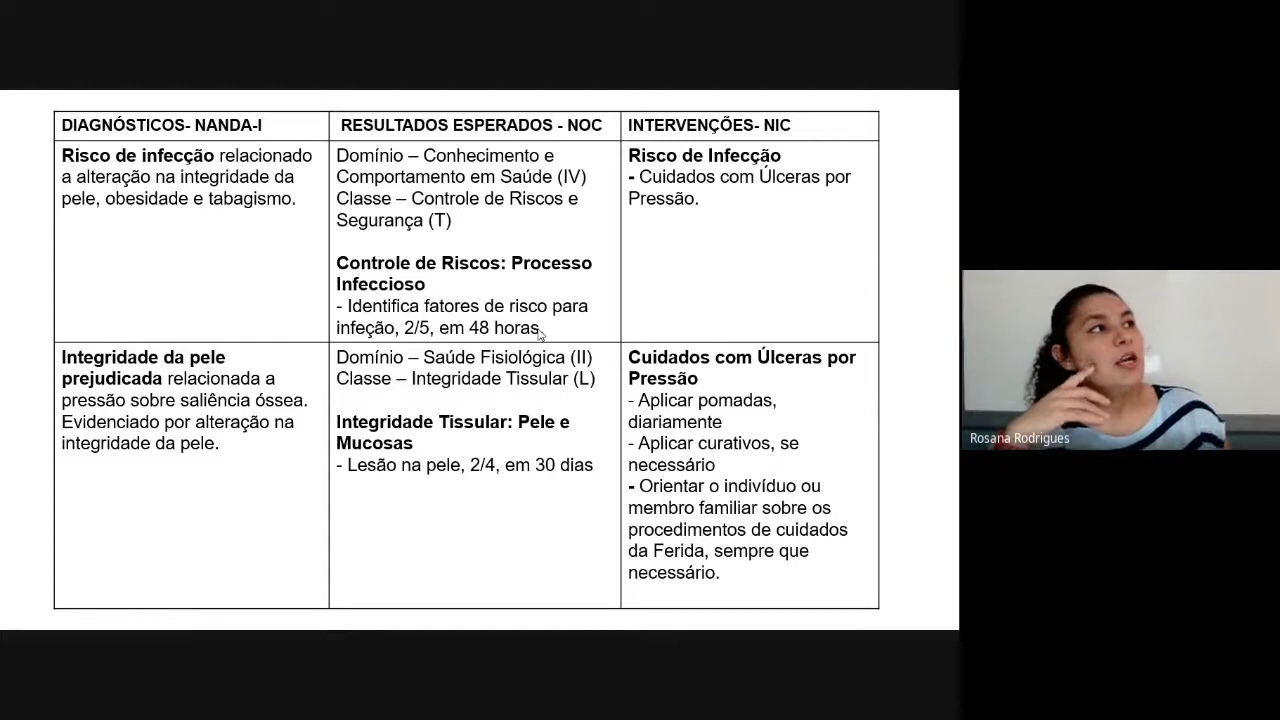 DIAGNÓSTICOS- NANDA-I
RESULTADOS ESPERADOS - NOC
INTERVENÇÕES- NIC
Risco de infecção relacionado
a alteração na integridade da
pele, obesidade e tabagismo.
Domínio – Conhecimento e
Comportamento em Saúde (IV)
Classe – Controle de Riscos e
Segurança (T)
Controle de Riscos: Processo
Infeccioso
- Identifica fatores de risco para
infeção, 2/5, em 48 horas.
Risco de Infecção
- Cuidados com Úlceras por
Pressão.
Integridade da pele
prejudicada relacionada a
pressão sobre saliência óssea.
Evidenciado por alteração na
integridade da pele.
Domínio – Saúde Fisiológica (II)
Classe – Integridade Tissular (L)
Integridade Tissular: Pele e
Mucosas
- Lesão na pele, 2/4, em 30 dias
Cuidados com Úlceras por
Pressão
- Aplicar pomadas,
diariamente
- Aplicar curativos, se
necessário
- Orientar o indivíduo ou
membro familiar sobre os
procedimentos de cuidados
da Ferida, sempre que
necessário.
Rosana Rodrigues